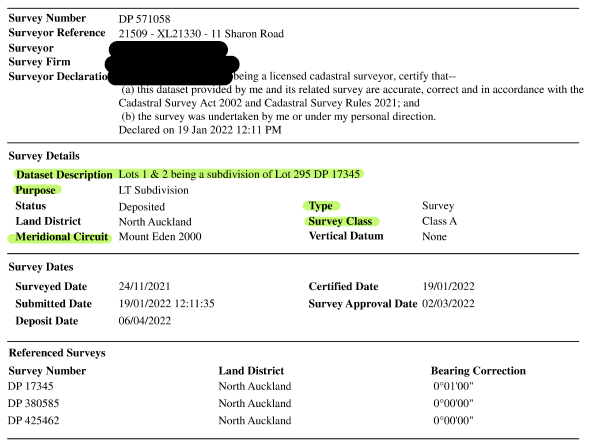 Survey Number DP 571058
Surveyor Reference 21509 - XL21330 - 11 Sharon Road
Surveyor
Survey Firm
Surveyor Declaratio being a licensed cadastral surveyor, certify that--
(a) this dataset provided by me and its related survey are accurate, correct and in accordance with the
Cadastral Survey Act 2002 and Cadastral Survey Rules 2021; and
(b) the survey was undertaken by me or under my personal direction.
Declared on 19 Jan 2022 12:11 PM
Survey Details
Dataset Description Lots 1 & 2 being a subdivision of Lot 295 DP 17345
Purpose LT Subdivision
Status Deposited Type Survey
Land District North Auckland Survey Class Class A
Meridional Circuit Mount Eden 2000 Vertical Datum None
Survey Dates
Surveyed Date 24/11/2021 Certified Date 19/01/2022
Submitted Date 19/01/2022 12:11:35 Survey Approval Date 02/03/2022
Deposit Date 06/04/2022
Referenced Surveys
Survey Number Land District Bearing Correction
DP 17345 North Auckland 0°01'00"
DP 380585 North Auckland 0°00'00"
DP 425462 North Auckland 0°00'00"